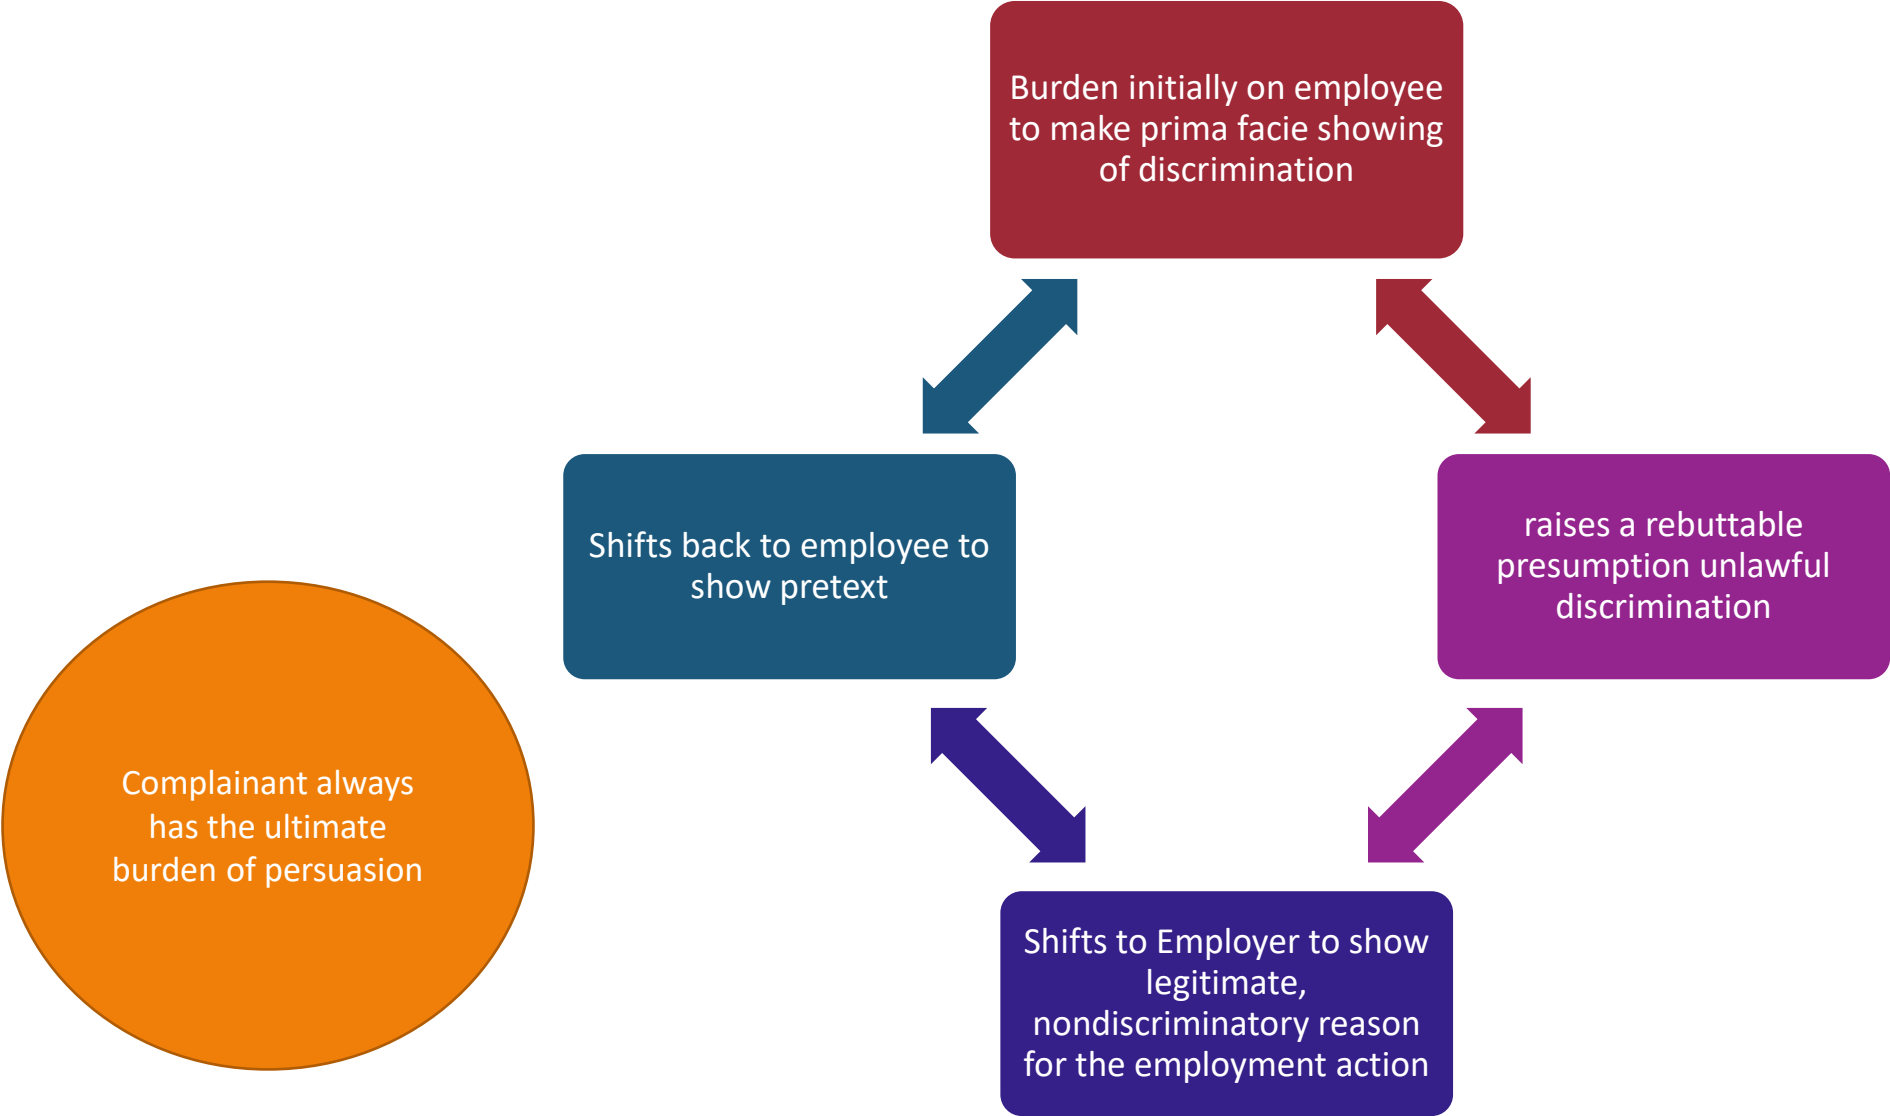 Burden initially on employee
to make prima facie showing
of discrimination
Shifts back to employee to
show pretext
raises a rebuttable
presumption unlawful
discrimination
Complainant always
has the ultimate
burden of persuasion
Shifts to Employer to show
legitimate,
nondiscriminatory reason
for the employment action